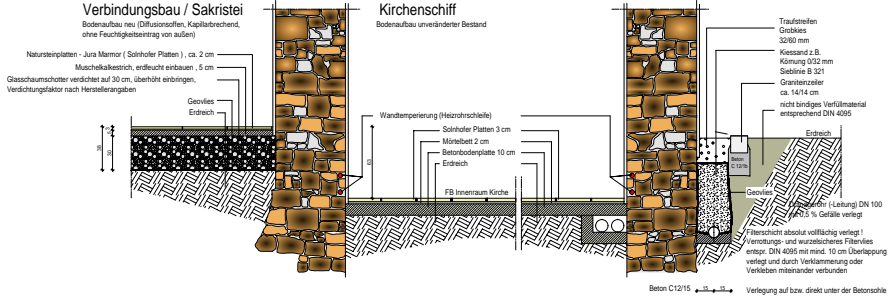 Verbindungsbau / Sakristei
Bodenaufbau neu (Diffusionsoffen, Kapillarbrechend,
ohne Feuchtigkeitseintrag von außen)
Natursteinplatten - Jura Marmor ( Solnhofer Platten ) , ca. 2 cm
Muschelkalkestrich, erdfeucht einbauen , 5 cm
Glasschaumschotter verdichtet auf 30 cm, überhöht einbringen,
Verdichtungsfaktor nach Herstellerangaben
Geovlies
Erdreich
38
30
Kirchenschiff
Bodenaufbau unveränderter Bestand
Wandtemperierung (Heizrohrschleife)
Solnhofer Platten 3 cm
Mörtelbett 2 cm
Betonbodenplatte 10 cm
Erdreich
63
FB Innenraum Kirche
Traufstreifen
Grobkies
32/60 mm
Kiessand z.B.
Körnung 0/32 mm
Sieblinie B 321
Graniteinzeiler
ca. 14/14 cm
nicht bindiges Verfüllmaterial
entsprechend DIN 4095
Erdreich
Beton
C 12/15
Geovlies
(-Leitung) DN 100
0,5 % Gefälle verlegt
Filterschicht absolut vollflächig verlegt !
Verrottungs- und wurzelsicheres Filtervlies
entspr. DIN 4095 mit mind. 10 cm Überlappung
verlegt und durch Verklammerung oder
Verkleben miteinander verbunden
Beton C12/15
15 15
Verlegung auf bzw. direkt unter der Betonsohle